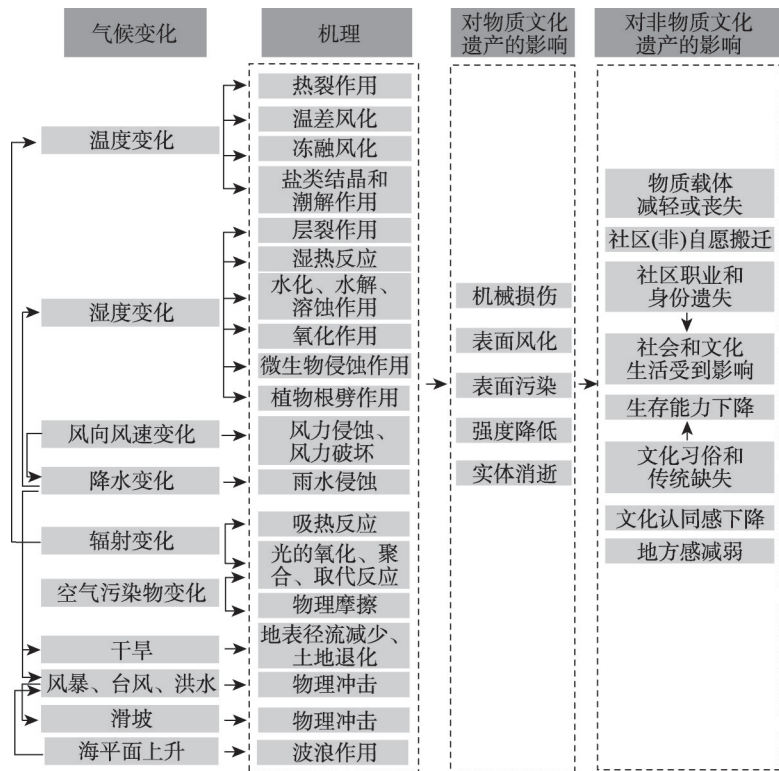 气候变化
机理
对物质文化
遗产的影响
对非物质文化
遗产的影响
温度变化
湿度变化
风向风速变化
降水变化
辐射变化
空气污染物变化
干旱
风暴、台风、洪水
滑坡
海平面上升
热裂作用
温差风化
冻融风化
盐类结晶和
潮解作用
层裂作用
湿热反应
水化、水解、
溶蚀作用
氧化作用
微生物侵蚀作用
植物根劈作用
风力侵蚀、
风力破坏
雨水侵蚀
吸热反应
光的氧化、聚
合、取代反应
物理摩擦
地表径流减少、
土地退化
物理冲击
物理冲击
波浪作用
机械损伤
表面风化
表面污染
强度降低
实体消逝
物质载体
减轻或丧失
社区(非)自愿搬迁
社区职业和
身份遗失
社会和文化
生活受到影响
生存能力下降
文化习俗和
传统缺失
文化认同感下降
地方感减弱